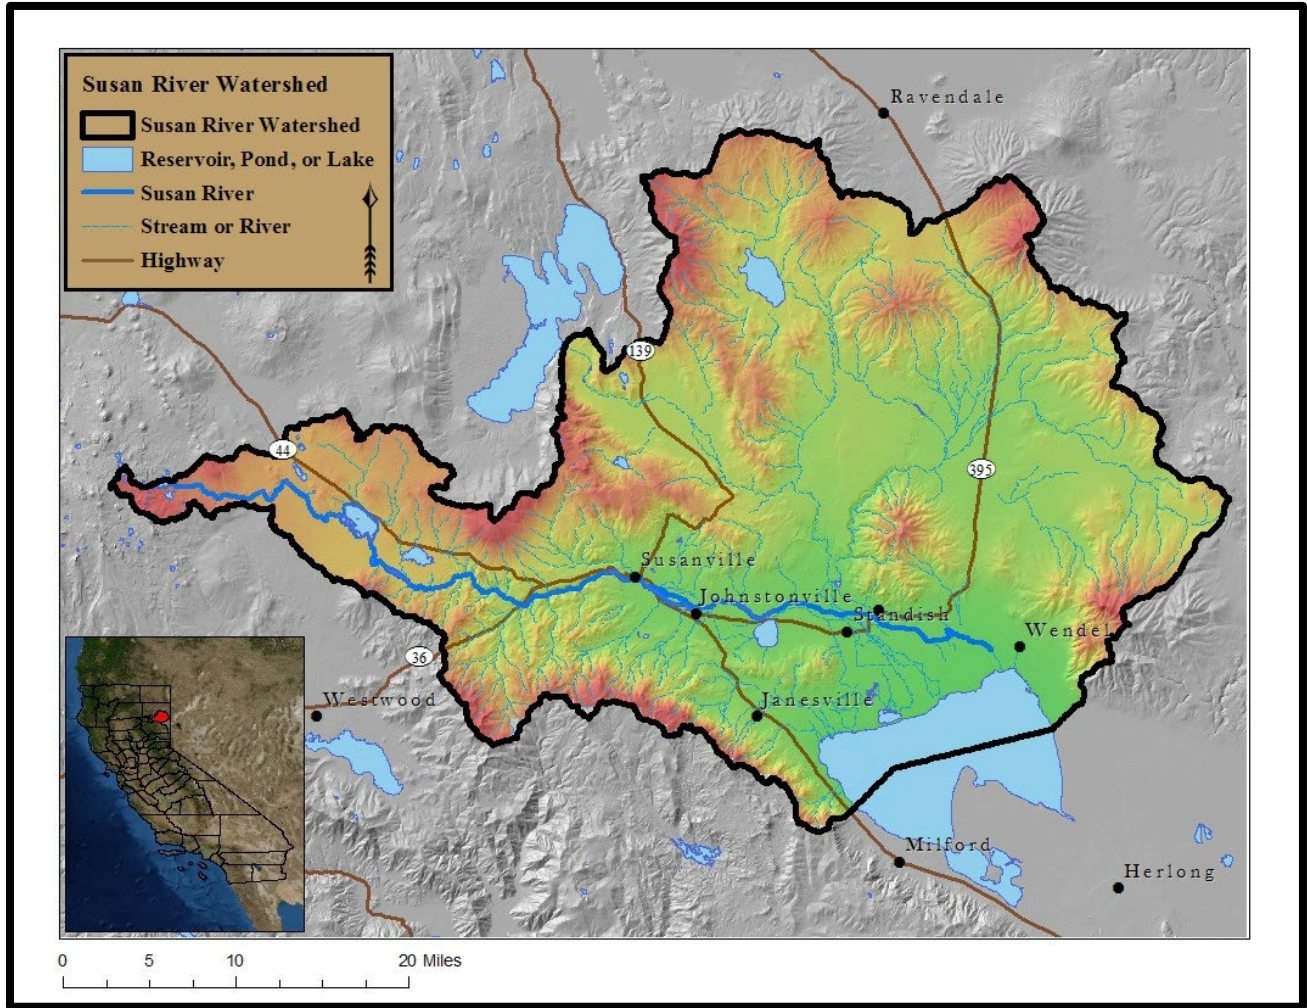 Susan River Watershed
Susan River Watershed
Reservoir, Pond, or Lake
Susan River
Stream or River
Highway
Ravendale
139
44
395
Susanville
Johnstonville
Standish
Wendel
36
Westwood
Janesville
Milford
Herlong
0 5 10 20 Miles